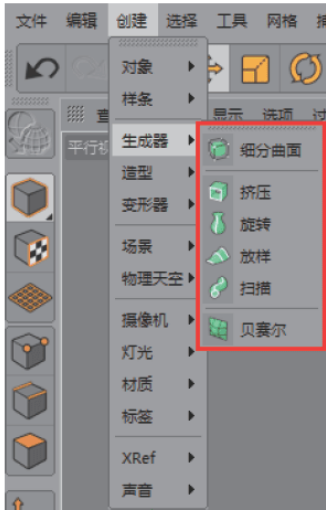 文件 编辑 创建 选择 工具 网格
对象
样条
显示 选项
平行
生成器
细分曲面
造型
挤压
变形器
旋转
场景
放样
物理天空
扫描
摄像机
贝赛尔
灯光
材质
标签
XRef
声音